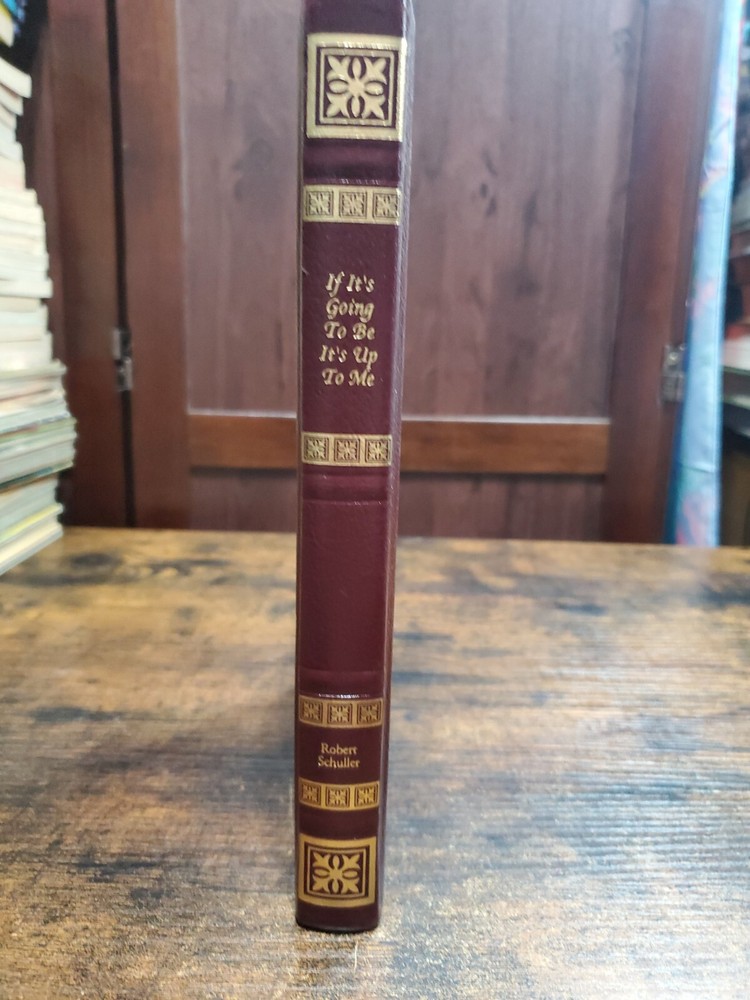 If It's
Going
To Be
It's Up
To Me
Robert
Schuller